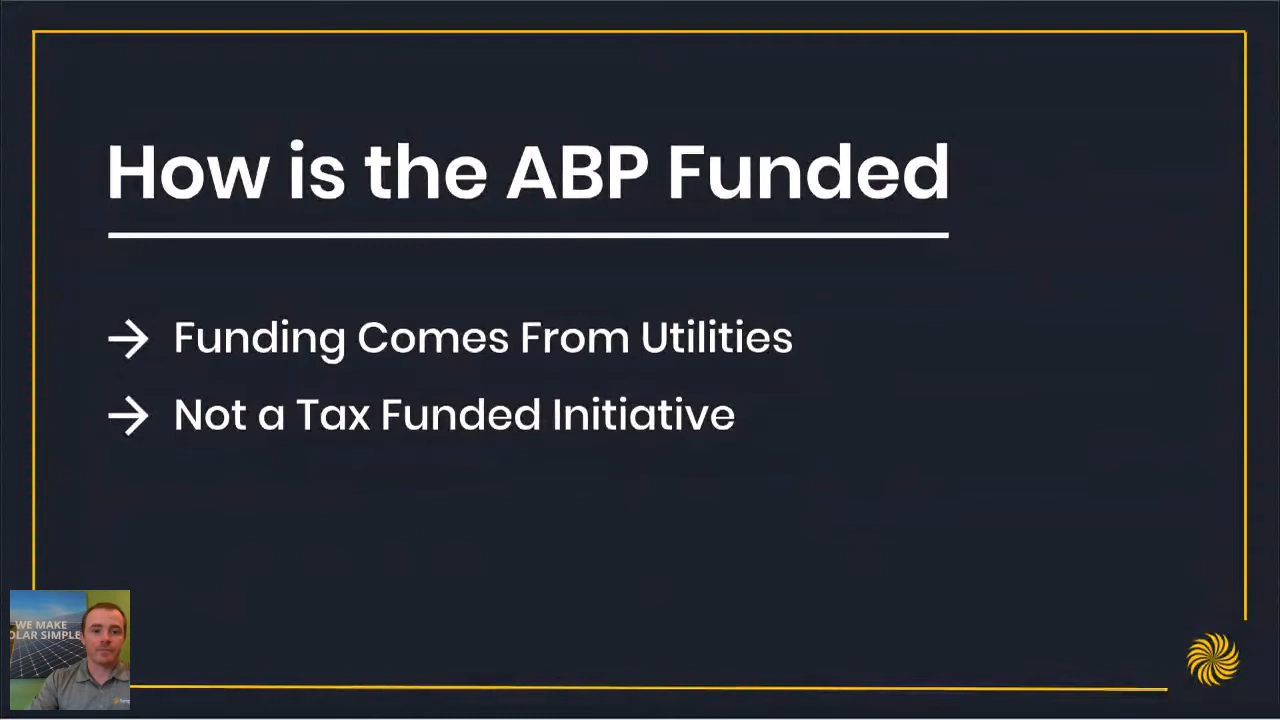 How is the ABP Funded
→ Funding Comes From Utilities
→ Not a Tax Funded Initiative
WE MAKE
OLAR SIMPLE